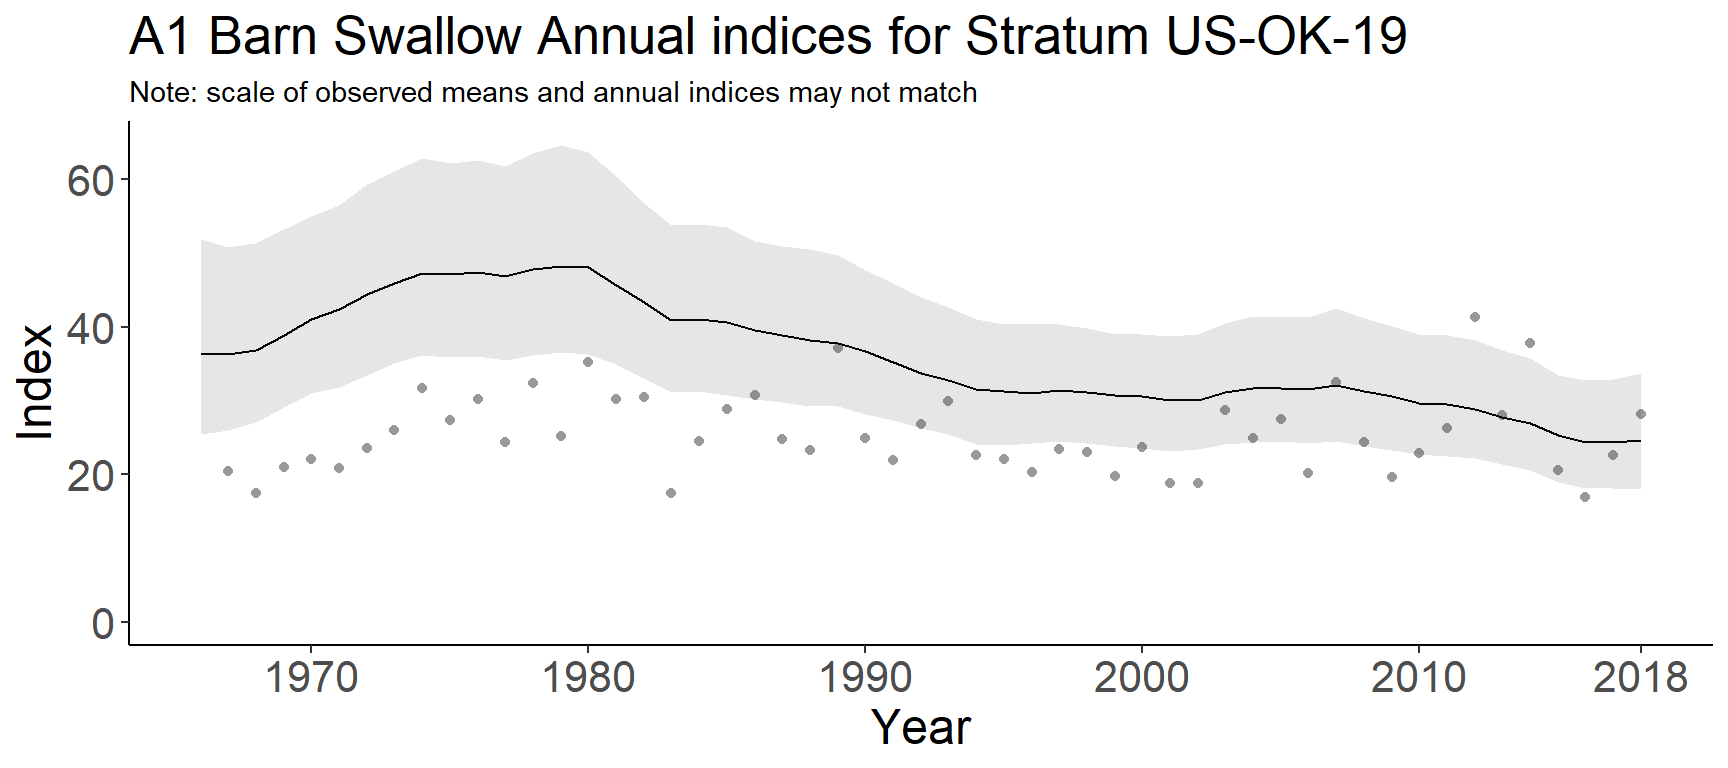 A1 Barn Swallow Annual indices for Stratum US-OK-19
Note: scale of observed means and annual indices may not match
60
40
20
0
Index
1970 1980 1990 2000 2010 2018
Year